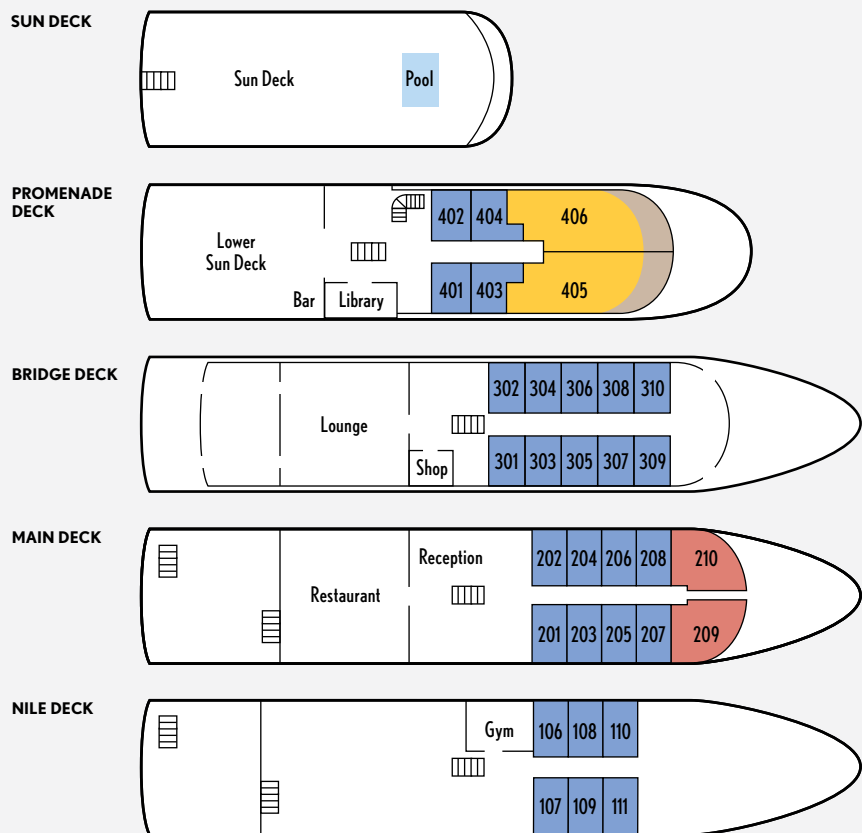 SUN DECK
Sun Deck
Pool
PROMENADE
DECK
402 404 406
Lower
Sun Deck
Bar
Library
401 403 405
BRIDGE DECK
302 304 306 308 310
Lounge
Shop
301 303 305 307 309
MAIN DECK
Reception
202 204 206 208 210
Restaurant
201 203 205 207 209
NILE DECK
Gym
106 108 110
107 109 111